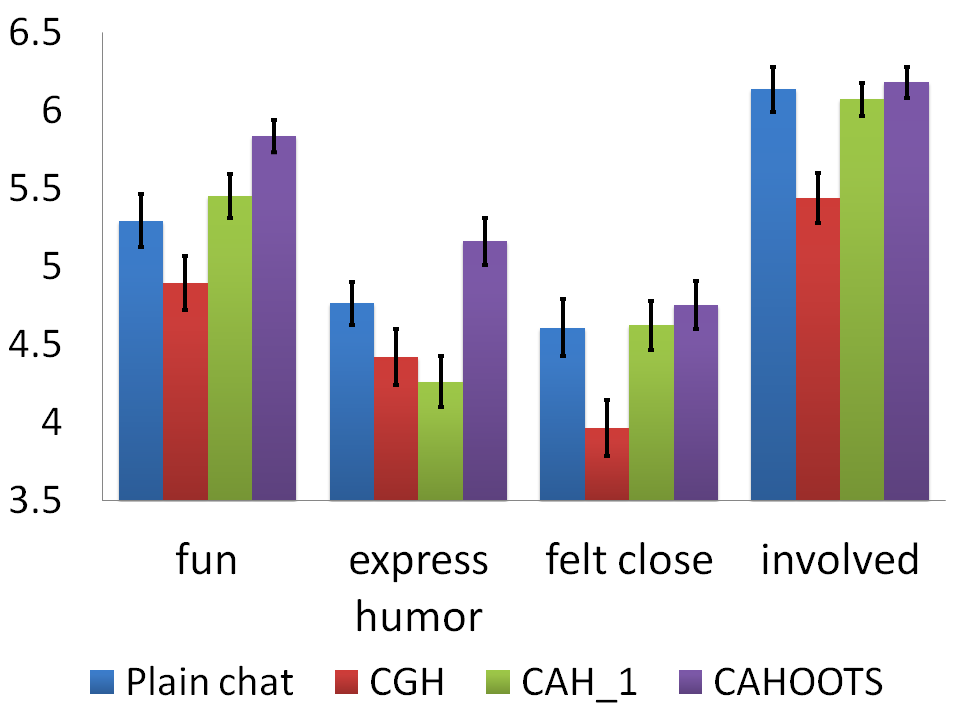 6.5
6
5.5
5
4.5
4
3.5
fun
express humor
felt close
involved
Plain chat
CGH
CAH_1
CAHOOTS